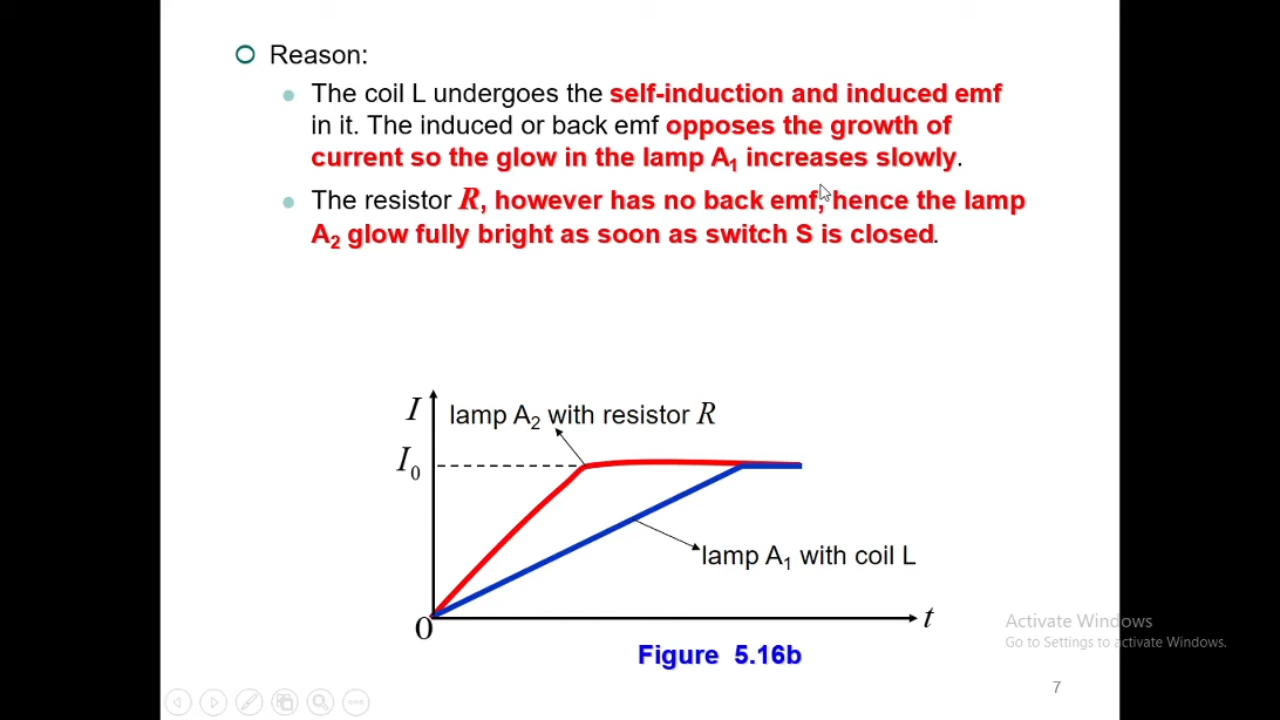 Reason:
The coil L undergoes the self-induction and induced emf
in it. The induced or back emf opposes the growth of
current so the glow in the lamp A₁ increases slowly.
The resistor R, however has no back emf, hence the lamp
A₂ glow fully bright as soon as switch S is closed.
I
lamp A₂ with resistor R
I₀
lamp A₁ with coil L
0
t
Figure 5.16b
Activate Windows
Go to Settings to activate Windows.
7